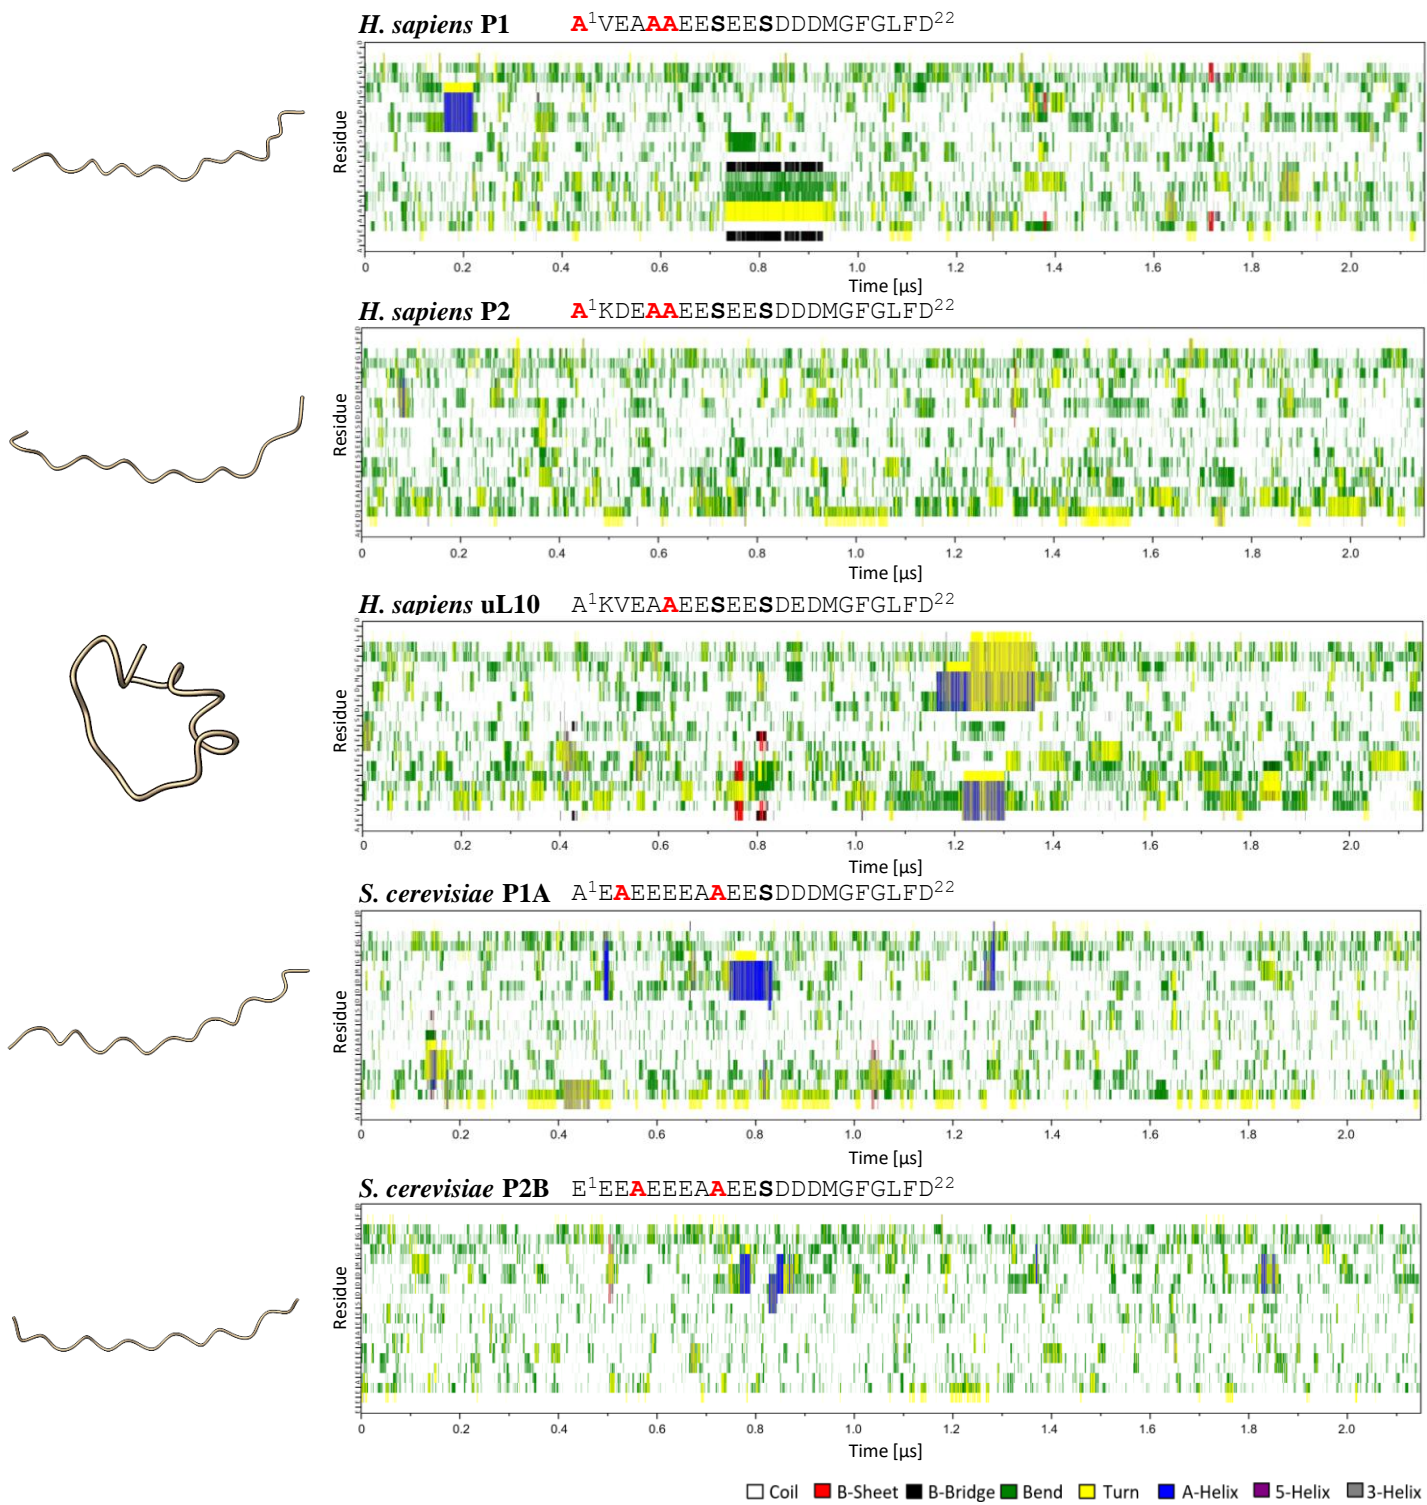 H. sapiens P1 A¹VEAAAEESEESDDDMGFGLFD²²
Residue
0 0.2 0.4 0.6 0.8 1.0 1.2 1.4 1.6 1.8 2.0
Time [µs]
H. sapiens P2 A¹KDEAAEESEESDDDMGFGLFD²²
Residue
0 0.2 0.4 0.6 0.8 1.0 1.2 1.4 1.6 1.8 2.0
Time [µs]
H. sapiens uL10 A¹KVEAAEESEESDEDMGFGLFD²²
Residue
0 0.2 0.4 0.6 0.8 1.0 1.2 1.4 1.6 1.8 2.0
Time [µs]
S. cerevisiae P1A A¹EAEEEEAAEESDDDMGFGLFD²²
Residue
0 0.2 0.4 0.6 0.8 1.0 1.2 1.4 1.6 1.8 2.0
Time [µs]
S. cerevisiae P2B E¹EEAEEEAAEESDDDMGFGLFD²²
Residue
0 0.2 0.4 0.6 0.8 1.0 1.2 1.4 1.6 1.8 2.0
Time [µs]
Coil B-Sheet B-Bridge Bend Turn A-Helix 5-Helix 3-Helix